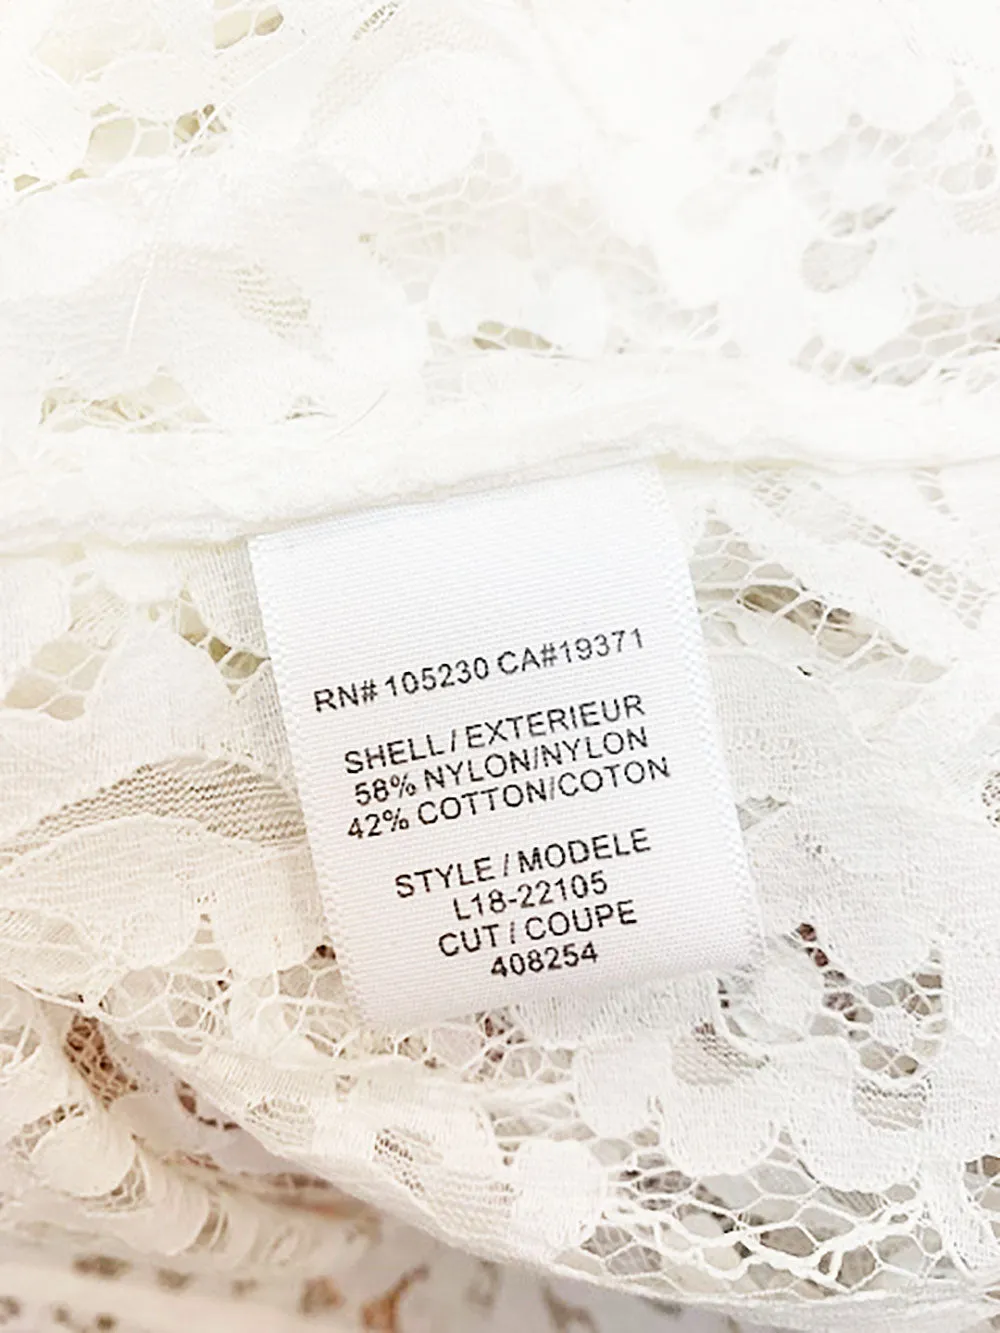 RN# 105230 CA#19371
SHELL / EXTERIEUR
58% NYLON/NYLON
42% COTTON/COTON
STYLE / MODELE
L18-22105
CUT / COUPE
408254